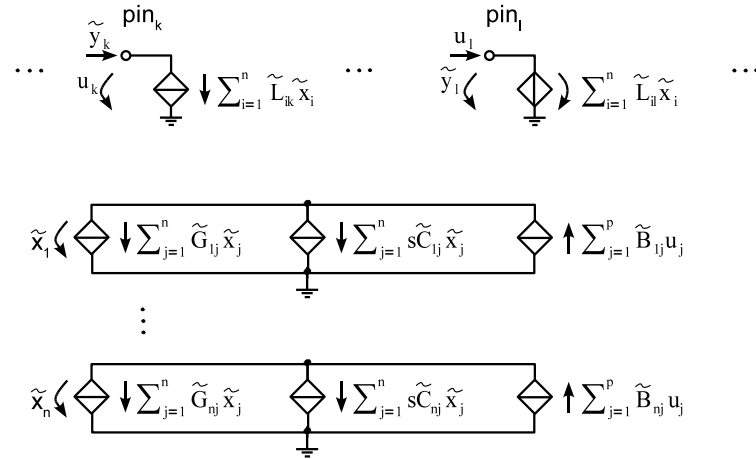 pin_k pin_l
ỹ_k u_l
... u_k ∑_{i=1}^{n} L̃_{ik} x̃_i ... ỹ_l ∑_{i=1}^{n} L̃_{il} x̃_i ...
x̃_1 ∑_{j=1}^{n} G̃_{1j} x̃_j ∑_{j=1}^{n} sC̃_{1j} x̃_j ∑_{j=1}^{p} B̃_{1j} u_j
⋮
x̃_n ∑_{j=1}^{n} G̃_{nj} x̃_j ∑_{j=1}^{n} sC̃_{nj} x̃_j ∑_{j=1}^{p} B̃_{nj} u_j